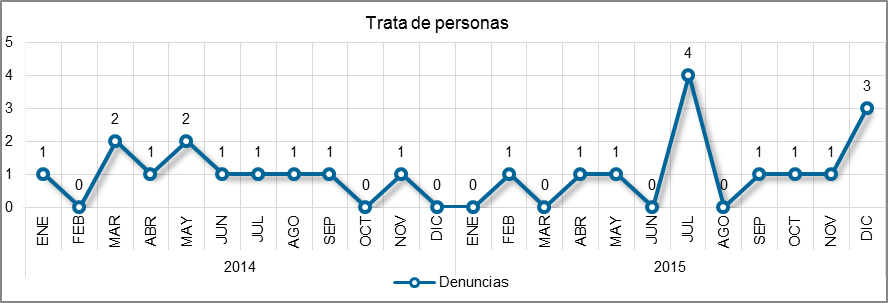 Trata de personas
5
4
3
2
1
0
1 0 2 1 2 1 1 1 1 0 1 0 0 1 0 1 1 0 4 0 1 1 1 3
ENE FEB MAR ABR MAY JUN JUL AGO SEP OCT NOV DIC ENE FEB MAR ABR MAY JUN JUL AGO SEP OCT NOV DIC
2014 2015
Denuncias